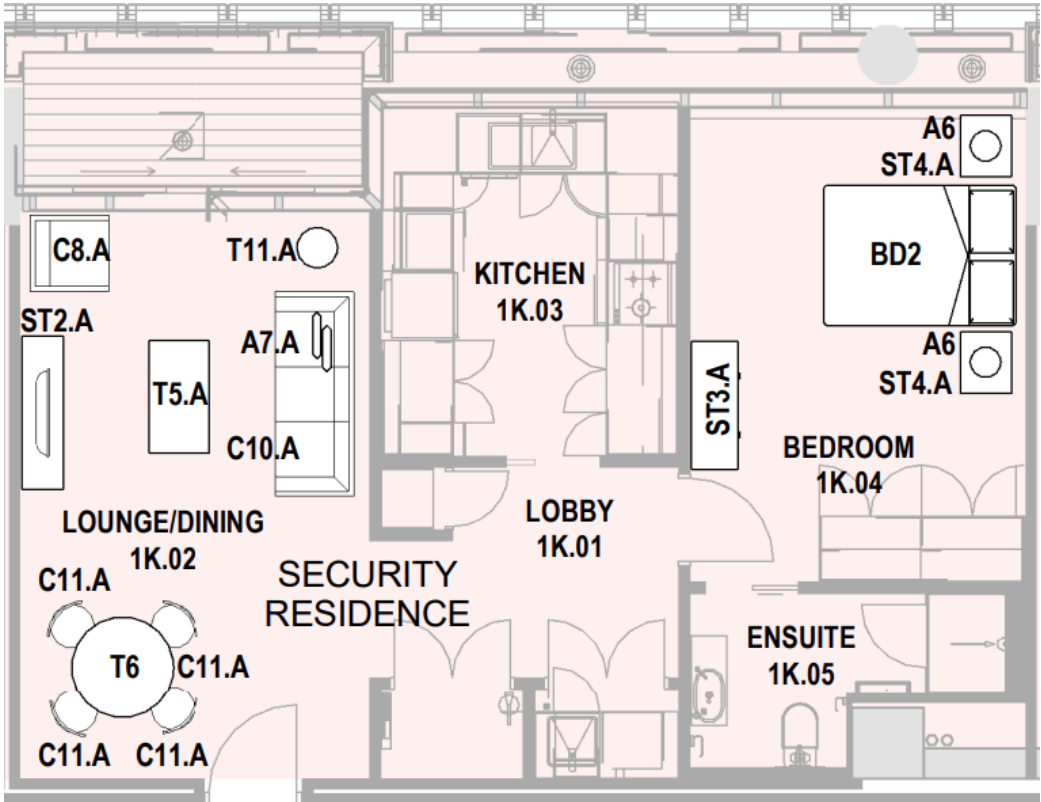 A6
ST4.A
C8.A
T11.A
BD2
KITCHEN
1K.03
ST2.A
A7.A
A6
ST4.A
T5.A
ST3.A
C10.A
BEDROOM
1K.04
LOUNGE/DINING
1K.02
LOBBY
1K.01
SECURITY
RESIDENCE
C11.A
T6
C11.A
ENSUITE
1K.05
C11.A
C11.A